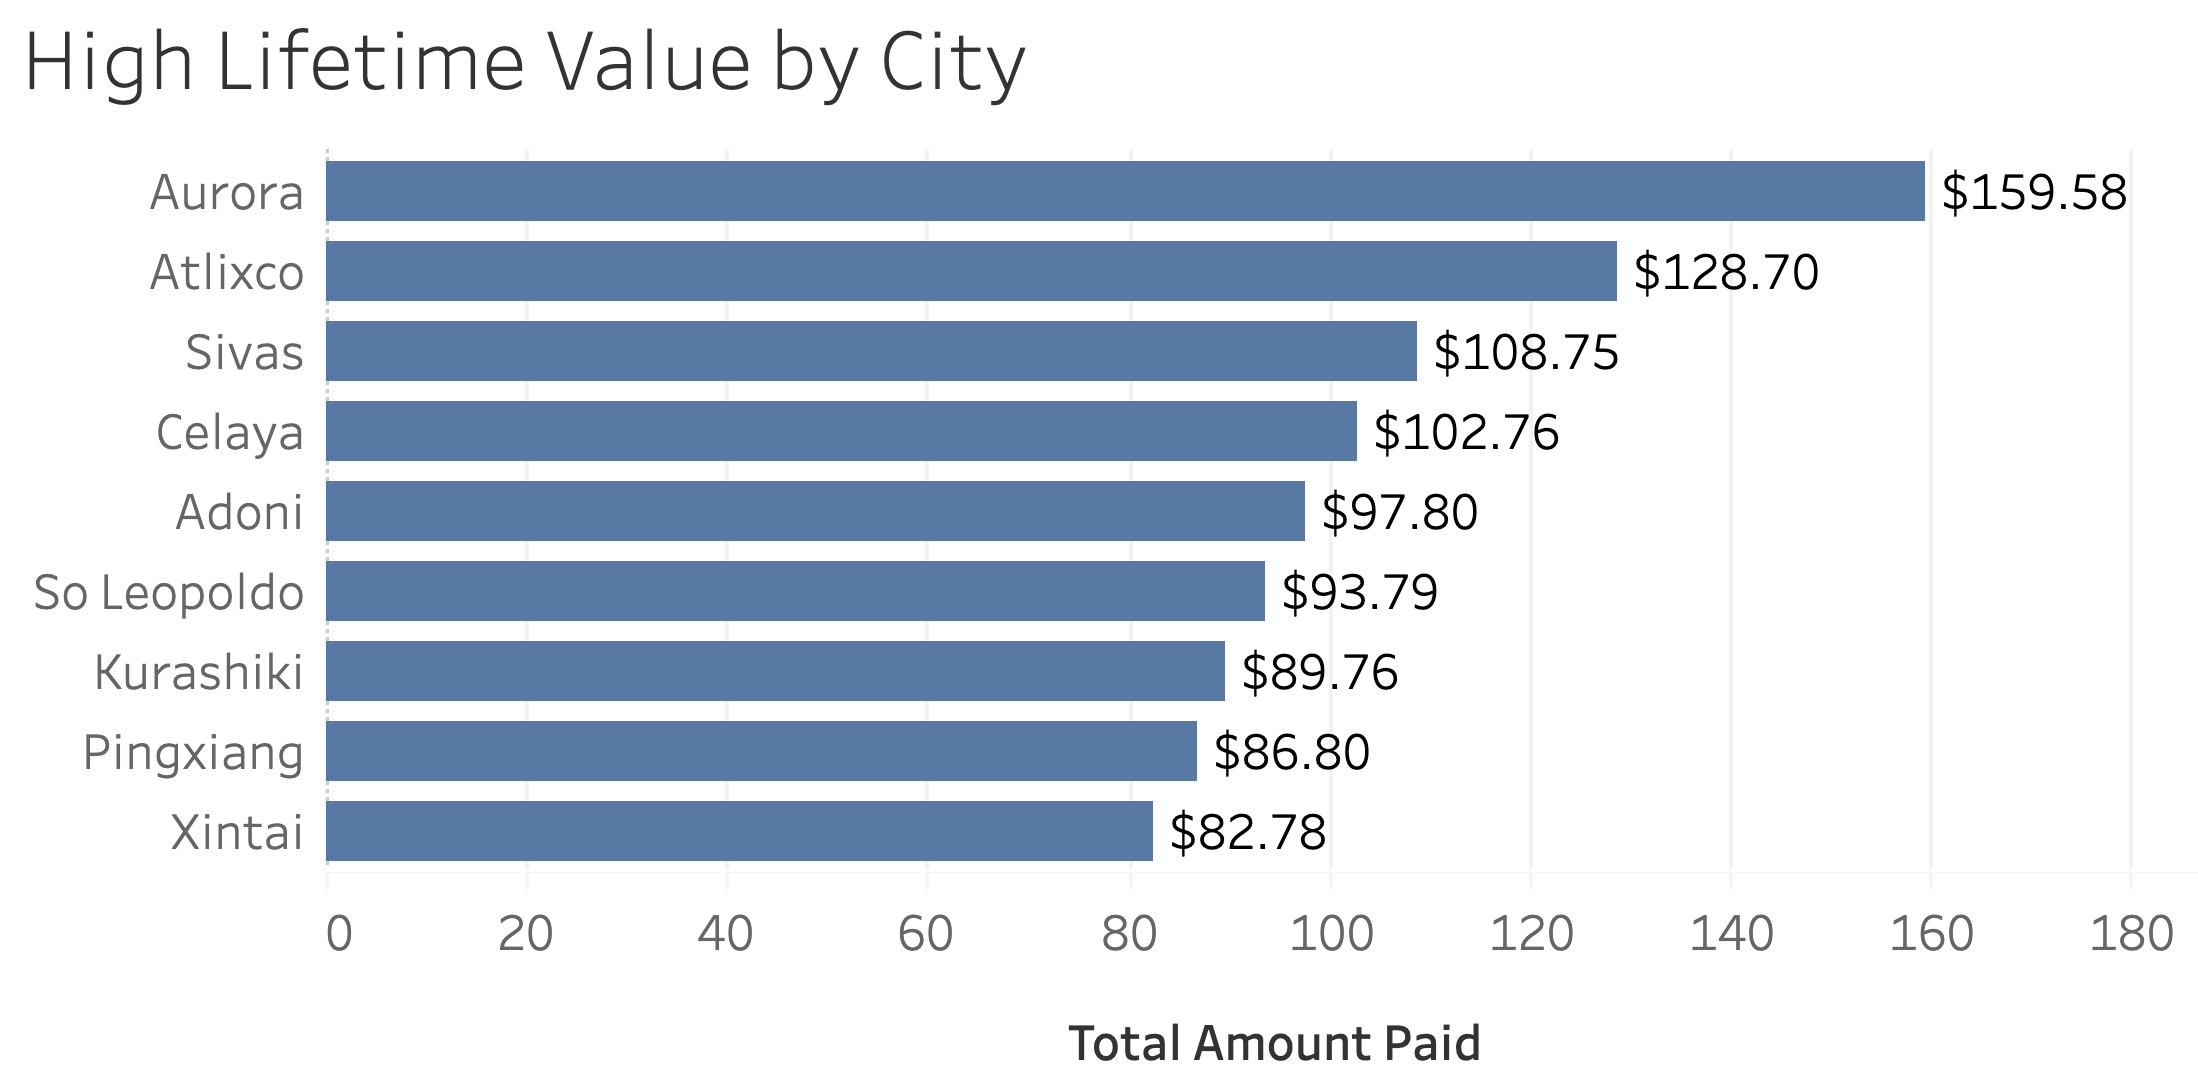 High Lifetime Value by City
Aurora $159.58
Atlixco $128.70
Sivas $108.75
Celaya $102.76
Adoni $97.80
So Leopoldo $93.79
Kurashiki $89.76
Pingxiang $86.80
Xintai $82.78
0 20 40 60 80 100 120 140 160 180
Total Amount Paid